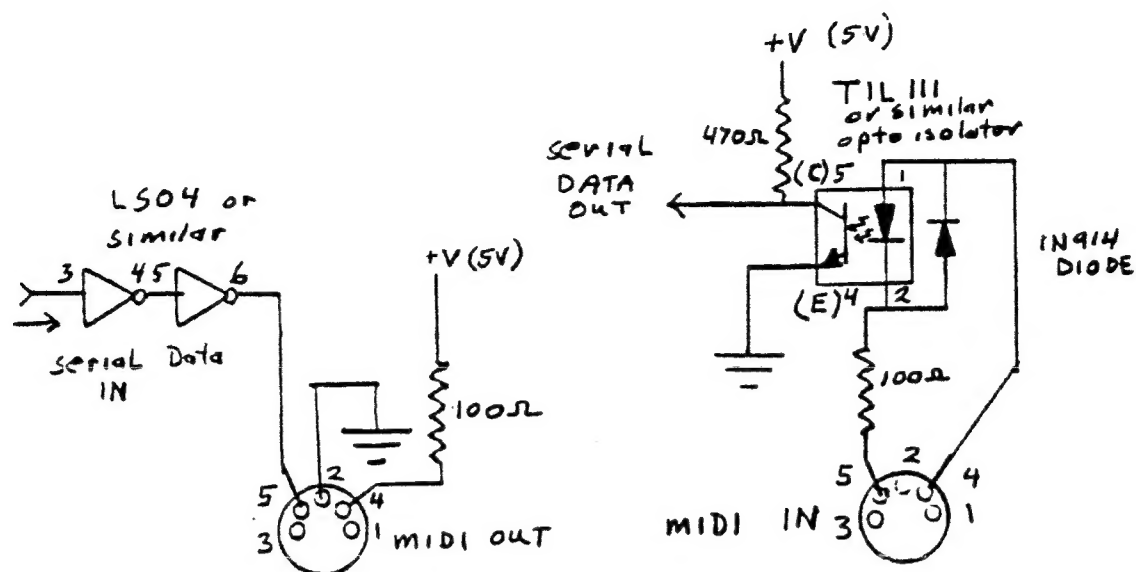 LS04 or
similar
3
4
5
6
serial Data
IN
+V (5V)
100Ω
2
5
4
3
1
MIDI OUT
+V (5V)
TIL 111
or similar
opto isolator
470Ω
serial
DATA
OUT
(C) 5
1
IN914
DIODE
(E) 4
2
100Ω
2
5
4
3
1
MIDI IN